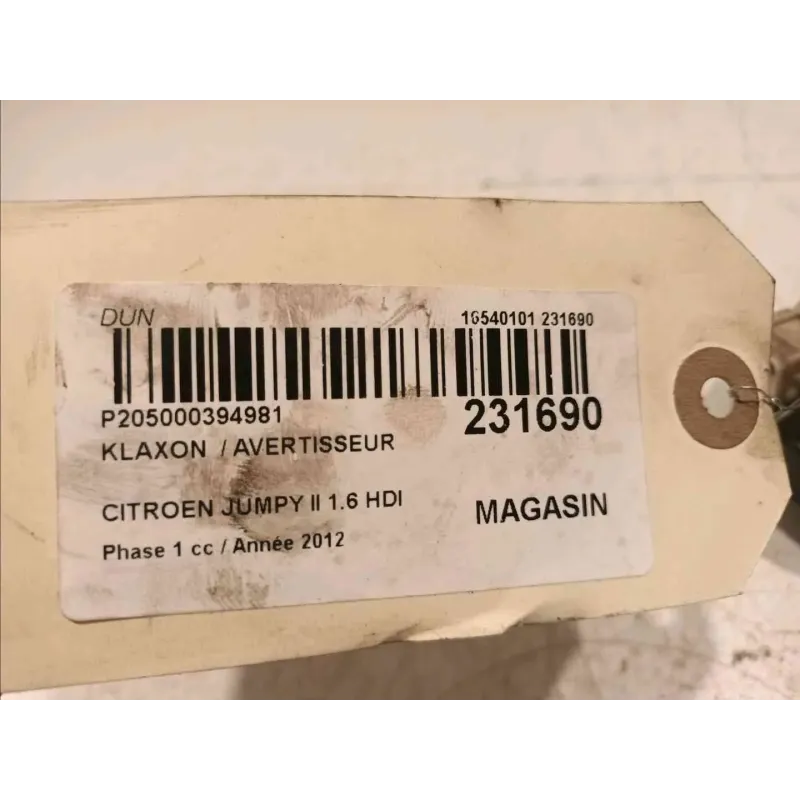 DUN
16540101 231690
P205000394981
231690
KLAXON / AVERTISSEUR
CITROEN JUMPY II 1.6 HDI
MAGASIN
Phase 1 cc / Année 2012